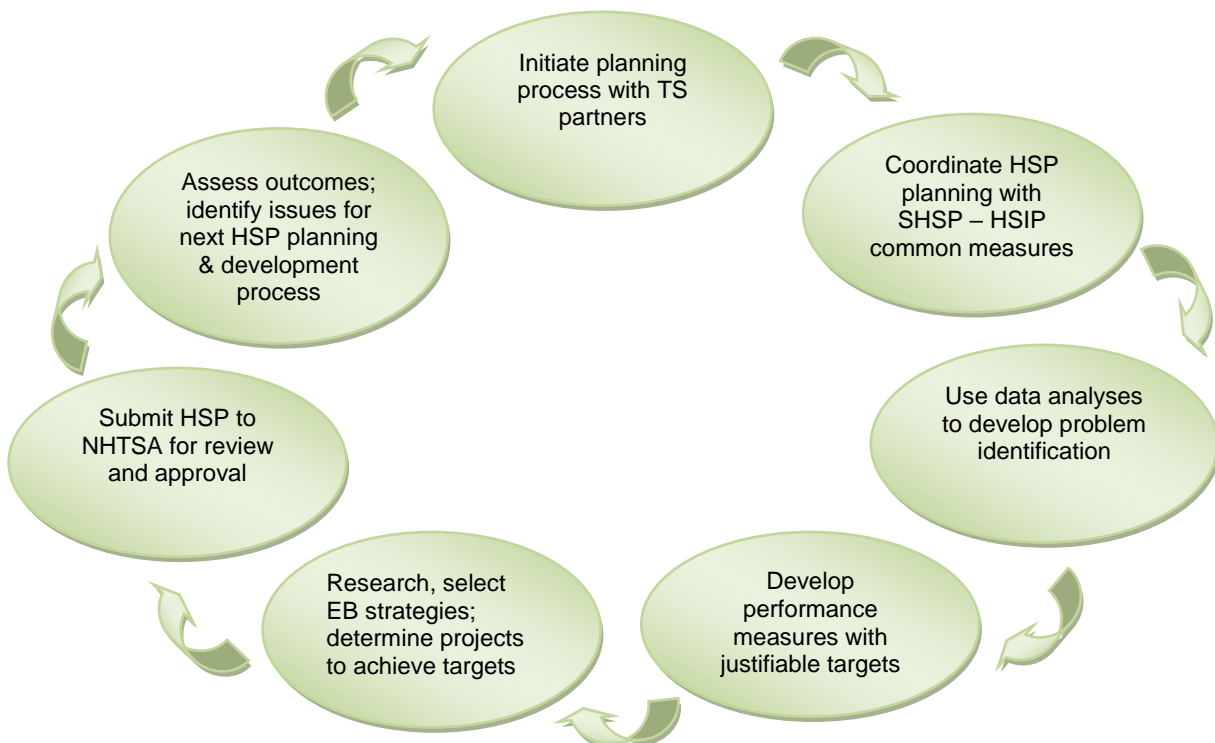 Initiate planning
process with TS
partners
Coordinate HSP
planning with
SHSP – HSIP
common measures
Use data analyses
to develop problem
identification
Develop
performance
measures with
justifiable targets
Research, select
EB strategies;
determine projects
to achieve targets
Submit HSP to
NHTSA for review
and approval
Assess outcomes;
identify issues for
next HSP planning
& development
process